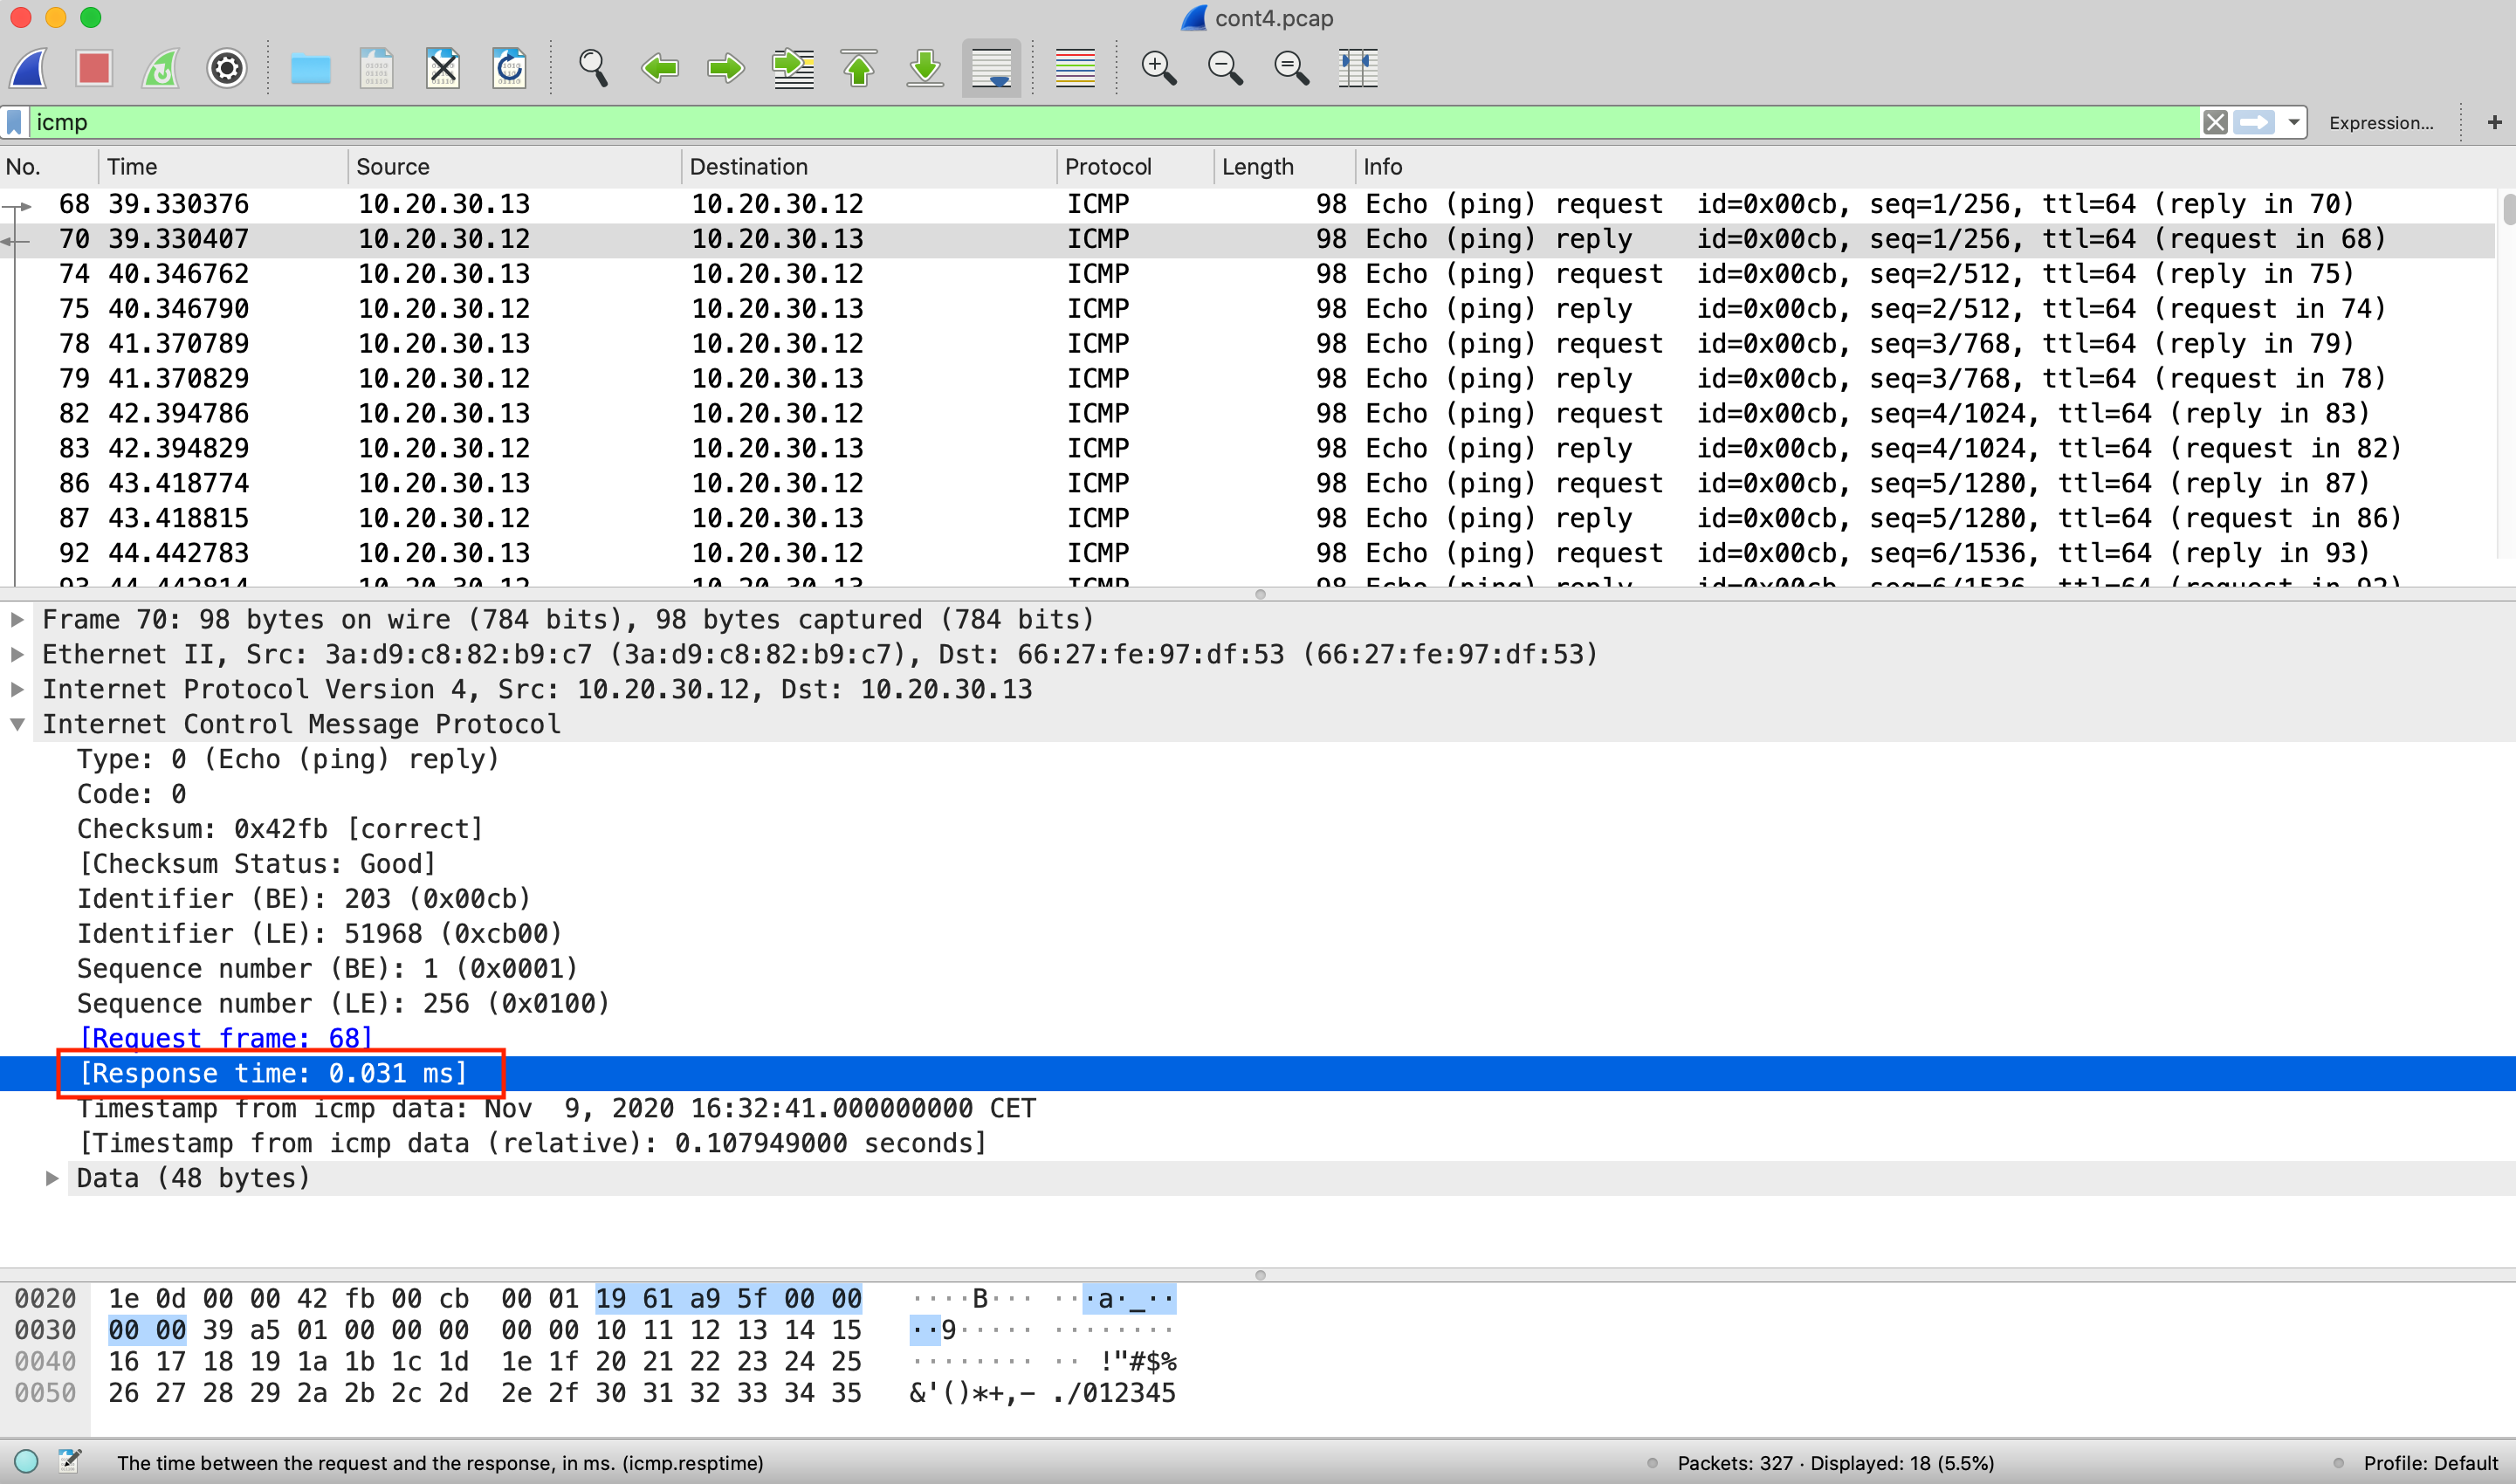 cont4.pcap
icmp
Expression...
+
No. Time Source Destination Protocol Length Info
68 39.330376 10.20.30.13 10.20.30.12 ICMP 98 Echo (ping) request id=0x00cb, seq=1/256, ttl=64 (reply in 70)
70 39.330407 10.20.30.12 10.20.30.13 ICMP 98 Echo (ping) reply id=0x00cb, seq=1/256, ttl=64 (request in 68)
74 40.346762 10.20.30.13 10.20.30.12 ICMP 98 Echo (ping) request id=0x00cb, seq=2/512, ttl=64 (reply in 75)
75 40.346790 10.20.30.12 10.20.30.13 ICMP 98 Echo (ping) reply id=0x00cb, seq=2/512, ttl=64 (request in 74)
78 41.370789 10.20.30.13 10.20.30.12 ICMP 98 Echo (ping) request id=0x00cb, seq=3/768, ttl=64 (reply in 79)
79 41.370829 10.20.30.12 10.20.30.13 ICMP 98 Echo (ping) reply id=0x00cb, seq=3/768, ttl=64 (request in 78)
82 42.394786 10.20.30.13 10.20.30.12 ICMP 98 Echo (ping) request id=0x00cb, seq=4/1024, ttl=64 (reply in 83)
83 42.394829 10.20.30.12 10.20.30.13 ICMP 98 Echo (ping) reply id=0x00cb, seq=4/1024, ttl=64 (request in 82)
86 43.418774 10.20.30.13 10.20.30.12 ICMP 98 Echo (ping) request id=0x00cb, seq=5/1280, ttl=64 (reply in 87)
87 43.418815 10.20.30.12 10.20.30.13 ICMP 98 Echo (ping) reply id=0x00cb, seq=5/1280, ttl=64 (request in 86)
92 44.442783 10.20.30.13 10.20.30.12 ICMP 98 Echo (ping) request id=0x00cb, seq=6/1536, ttl=64 (reply in 93)
93 44.442814 10.20.30.12 10.20.30.13 ICMP 98 Echo (ping) reply id=0x00cb, seq=6/1536, ttl=64 (request in 92)
Frame 70: 98 bytes on wire (784 bits), 98 bytes captured (784 bits)
Ethernet II, Src: 3a:d9:c8:82:b9:c7 (3a:d9:c8:82:b9:c7), Dst: 66:27:fe:97:df:53 (66:27:fe:97:df:53)
Internet Protocol Version 4, Src: 10.20.30.12, Dst: 10.20.30.13
Internet Control Message Protocol
Type: 0 (Echo (ping) reply)
Code: 0
Checksum: 0x42fb [correct]
[Checksum Status: Good]
Identifier (BE): 203 (0x00cb)
Identifier (LE): 51968 (0xcb00)
Sequence number (BE): 1 (0x0001)
Sequence number (LE): 256 (0x0100)
[Request frame: 68]
[Response time: 0.031 ms]
Timestamp from icmp data: Nov  9, 2020 16:32:41.000000000 CET
[Timestamp from icmp data (relative): 0.107949000 seconds]
Data (48 bytes)
0020 1e 0d 00 00 42 fb 00 cb 00 01 19 61 a9 5f 00 00 ····B··· ···a·_··
0030 00 00 39 a5 01 00 00 00 00 00 10 11 12 13 14 15 ··9····· ········
0040 16 17 18 19 1a 1b 1c 1d 1e 1f 20 21 22 23 24 25 ········ ·· !"#$%
0050 26 27 28 29 2a 2b 2c 2d 2e 2f 30 31 32 33 34 35 &'()*+,- ./012345
The time between the request and the response, in ms. (icmp.resptime)
Packets: 327 · Displayed: 18 (5.5%)
Profile: Default